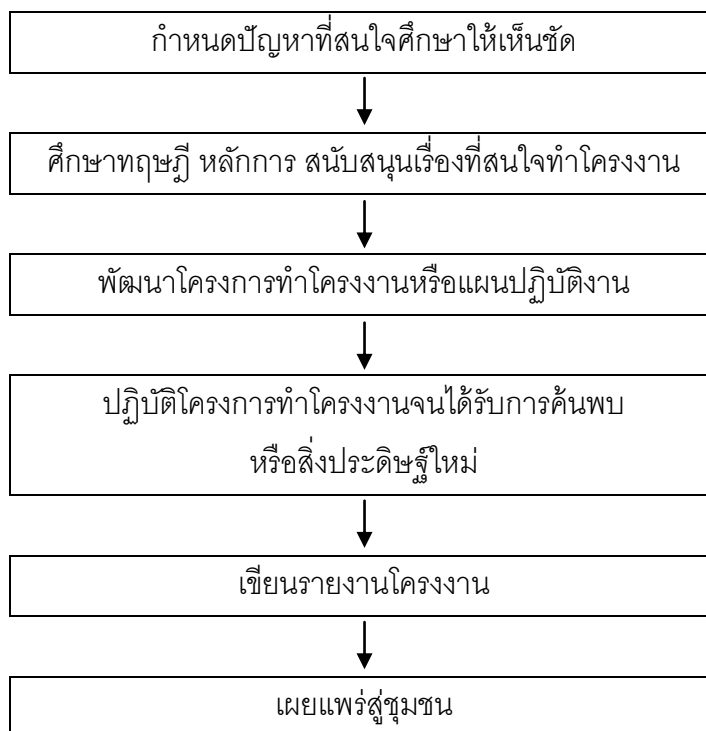 กำหนดปัญหาที่สนใจศึกษาให้เห็นชัด
ศึกษาทฤษฎี หลักการ สนับสนุนเรื่องที่สนใจทำโครงงาน
พัฒนาโครงการทำโครงงานหรือแผนปฏิบัติงาน
ปฏิบัติโครงการทำโครงงานจนได้รับการค้นพบ
หรือสิ่งประดิษฐ์ใหม่
เขียนรายงานโครงงาน
เผยแพร่สู่ชุมชน